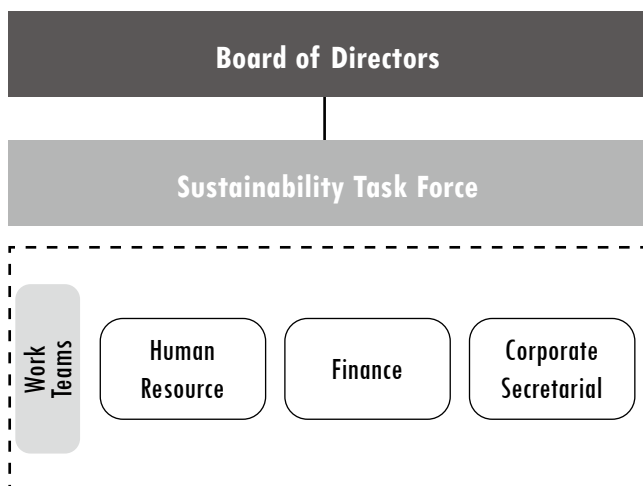 Board of Directors
Sustainability Task Force
Work
Teams
Human
Resource
Finance
Corporate
Secretarial